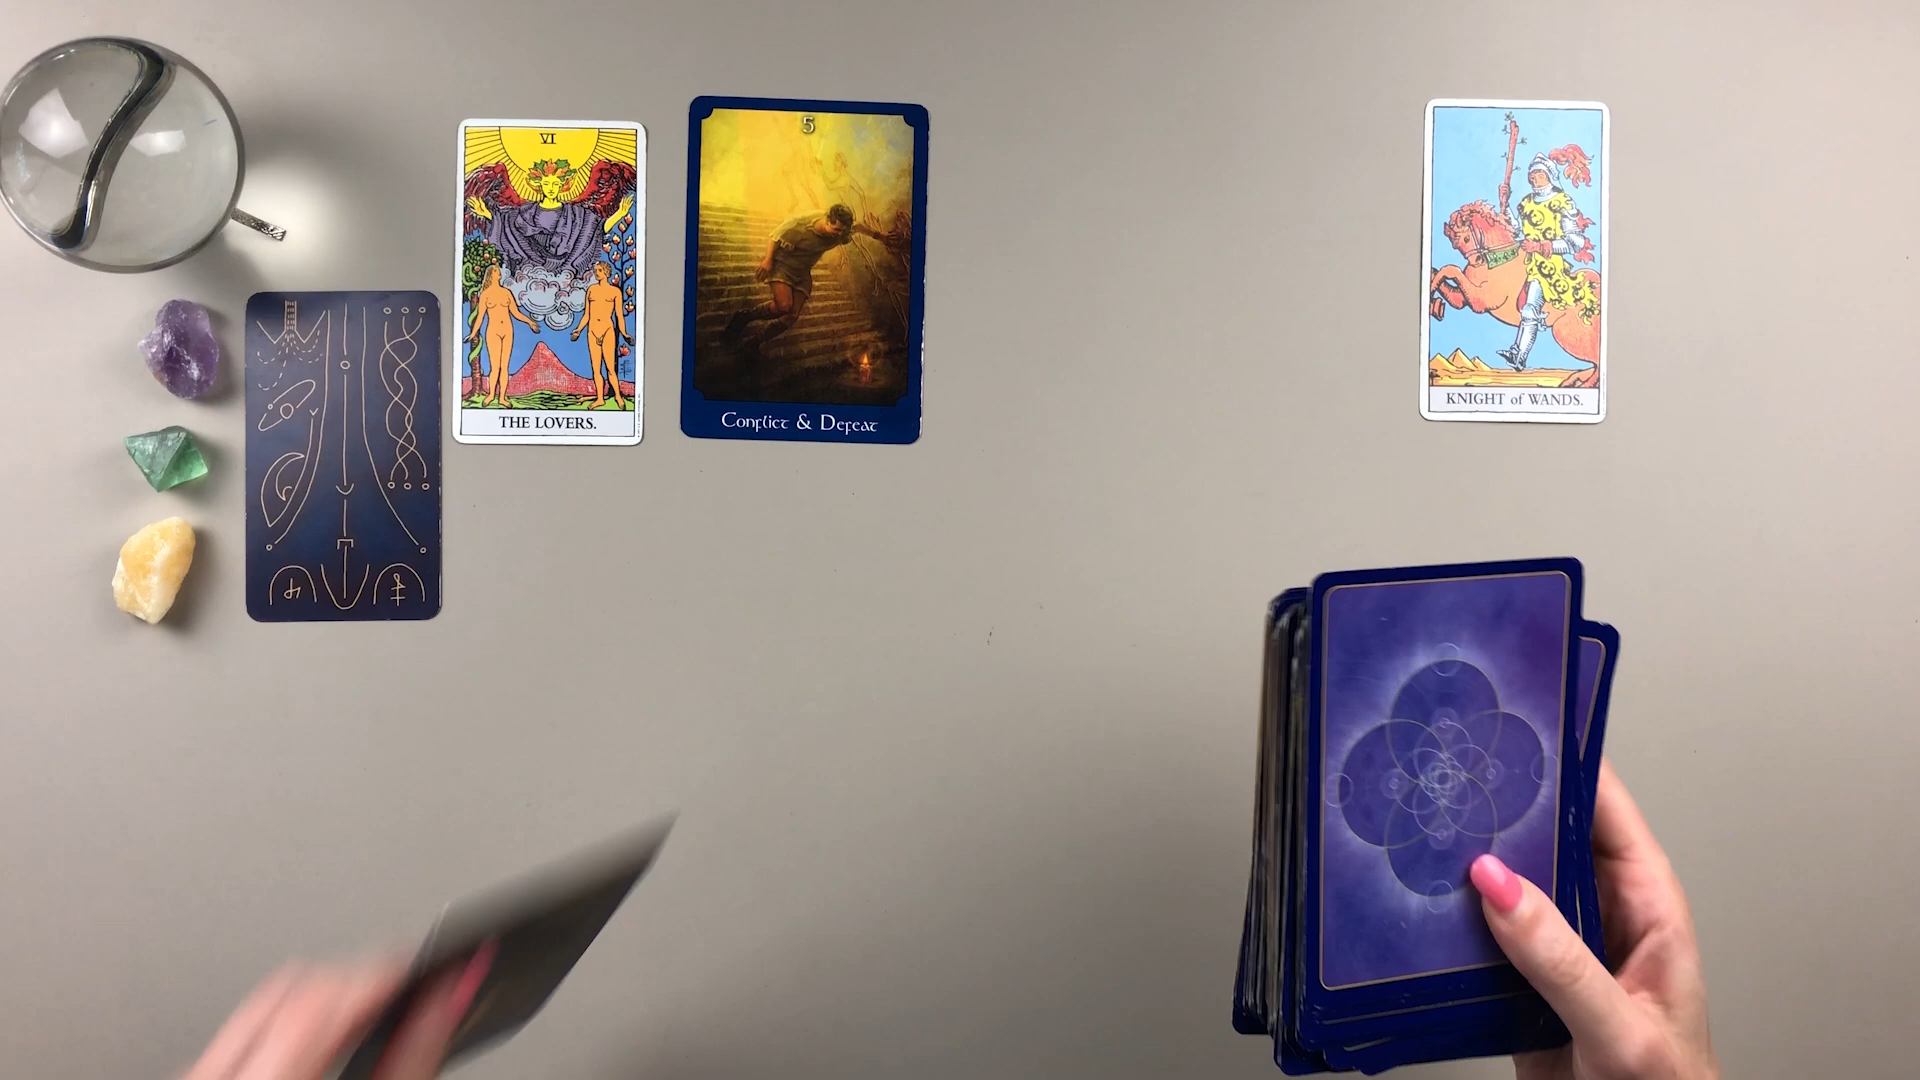 VI
THE LOVERS.
5
Conflict & Defeat
KNIGHT of WANDS.